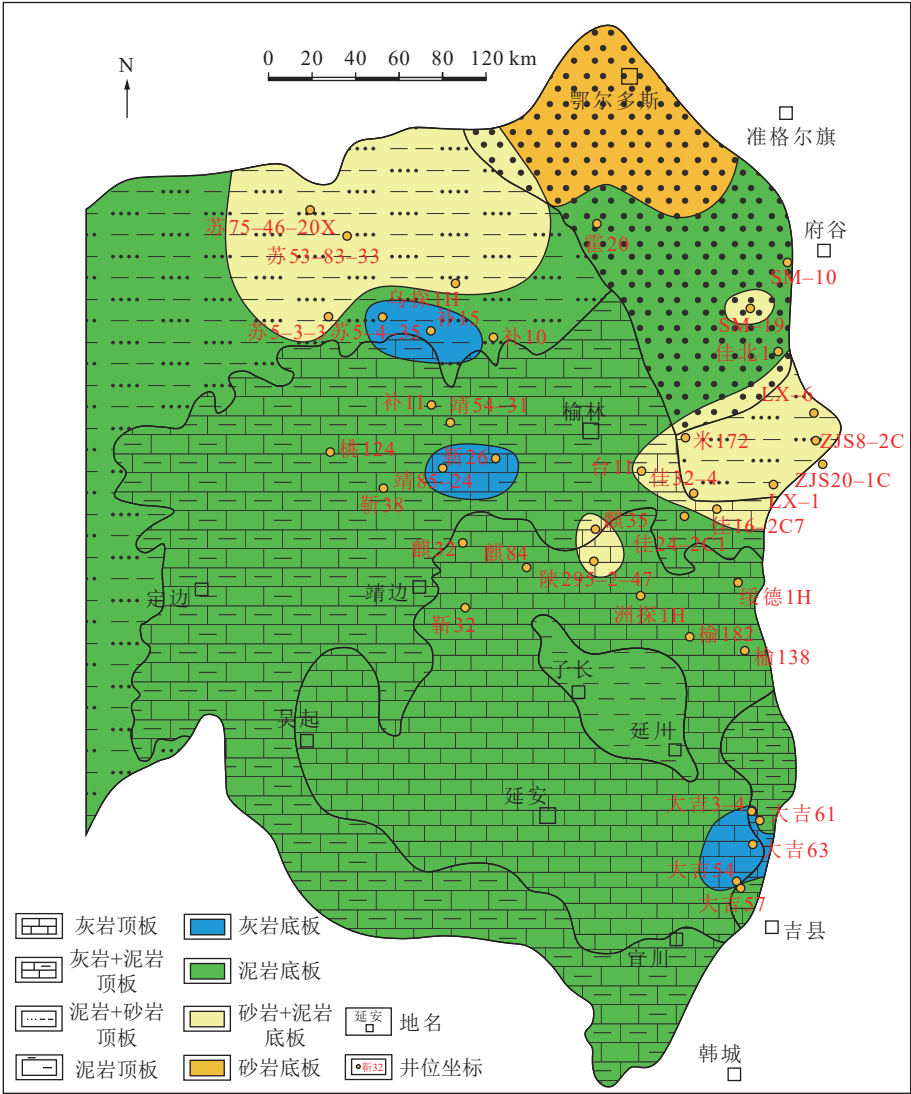 N
0 20 40 60 80 120 km
鄂尔多斯
准格尔旗
府谷
苏75–46–20X
苏53–83–33
霍20
SM–10
乌探1H
苏5–3–3
苏5–4–35
补15
补10
SM–19
佳北1
LX–6
补11
靖54–31
榆林
米172
ZJS8–2C
桃124
靳26
台11
佳32–4
ZJS20–1C
靖85–24
靳38
LX–1
佳16–2C7
麒35
佳24–2C1
麒32
麒84
陕295–2–47
定边
靖边
绥德1H
洲探1H
靳32
榆182
榆138
子长
吴起
延川
延安
大吉3–4
大吉61
大吉63
大吉54
大吉57
吉县
宜川
韩城
灰岩顶板
灰岩底板
灰岩+泥岩
顶板
泥岩底板
泥岩+砂岩
顶板
砂岩+泥岩
底板
延安
地名
泥岩顶板
砂岩底板
靳32
井位坐标